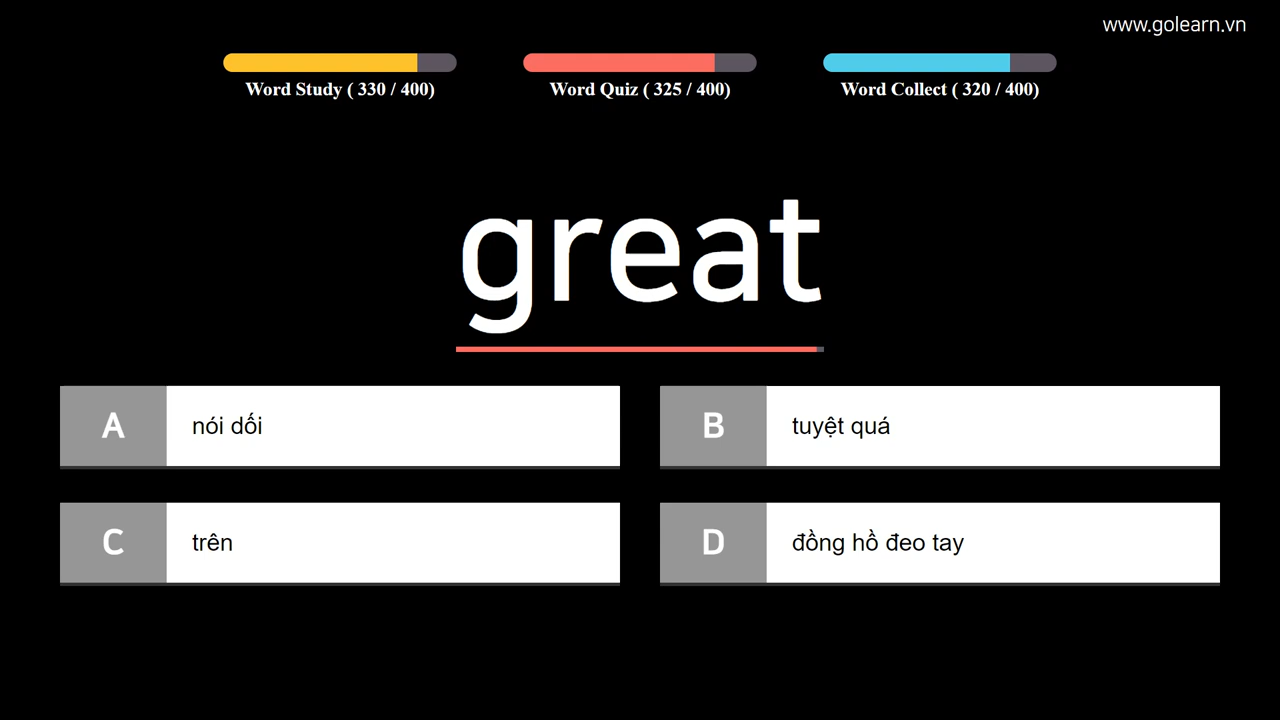 www.golearn.vn
Word Study ( 330 / 400)
Word Quiz ( 325 / 400)
Word Collect ( 320 / 400)
great
A nói dối
B tuyệt quá
C trên
D đồng hồ đeo tay